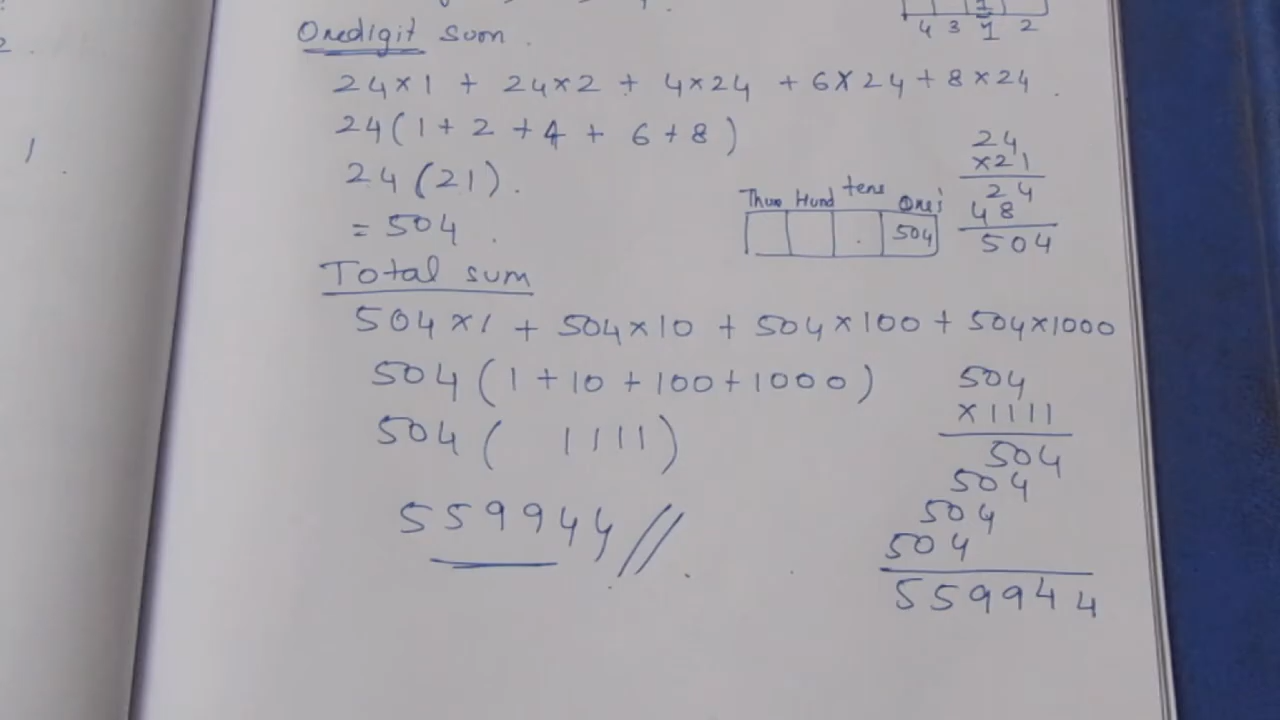 4 3 1 2
Onedigit Sum .
24×1 + 24×2 + 4×24 + 6×24 + 8×24 .
24(1+2+4+6+8)
24(21).
= 504 .
24
×21
24
48
504
Thus Hund tens One's
504
Total sum
504×1 + 504×10 + 504×100 + 504×1000
504(1+10+100+1000)
504( 1111)
559944//
504
×1111
504
504
504
504
559944